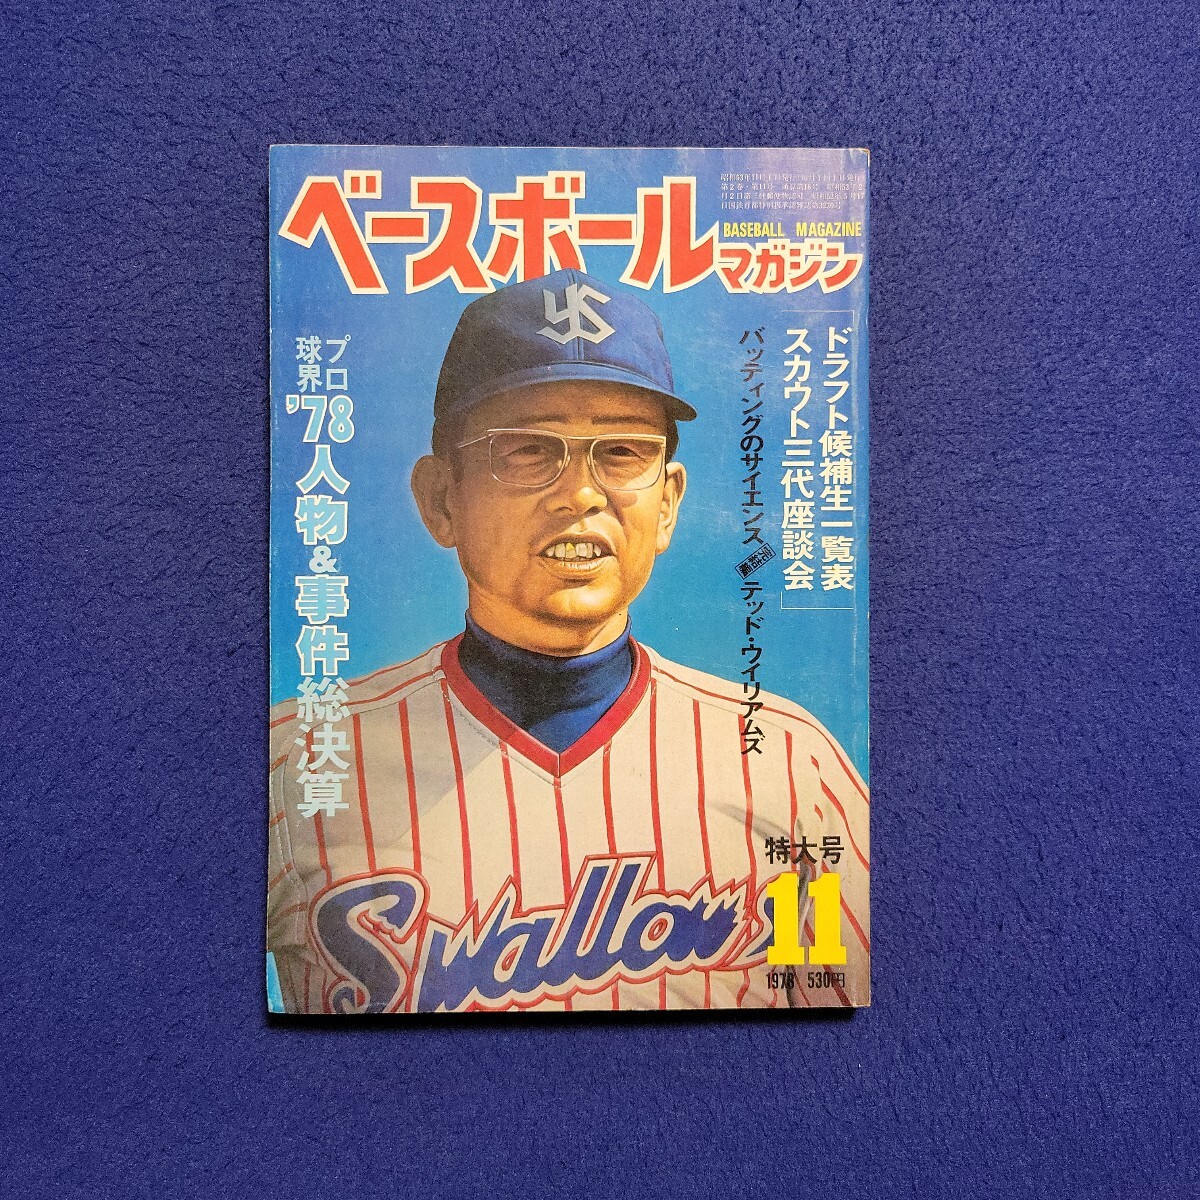 ベースボール
マガジン
BASEBALL MAGAZINE
YS
ドラフト候補生一覧表
スカウト三代座談会
バッティングのサイエンス
テッド・ウイリアムズ
プロ
球界
'78人物&事件総決算
Swallows
特大号
11
1978 530円